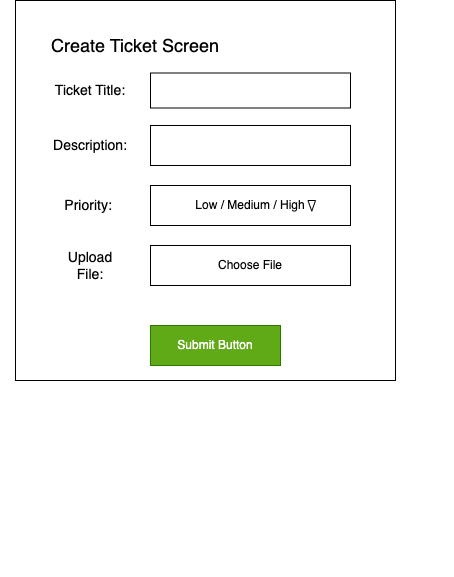 Create Ticket Screen
Ticket Title:
Description:
Priority:
Low / Medium / High ▽
Upload
File:
Choose File
Submit Button